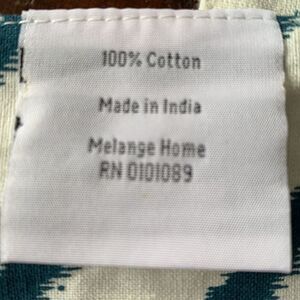 100% Cotton
Made in India
Melange Home
RN 0101089